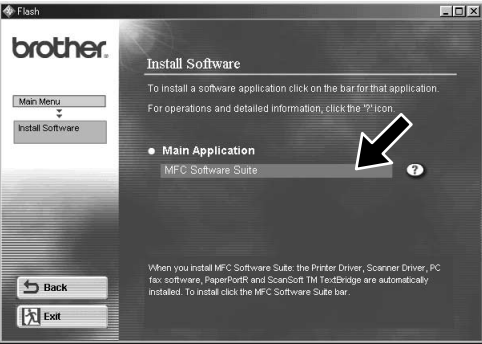 Flash
brother.
Main Menu
Install Software
Install Software
To install a software application click on the bar for that application.
For operations and detailed information, click the '?' icon.
Main Application
MFC Software Suite
?
When you install MFC Software Suite: the Printer Driver, Scanner Driver, PC
fax software, PaperPortR and ScanSoft TM TextBridge are automatically
installed. To install click the MFC Software Suite bar.
Back
Exit